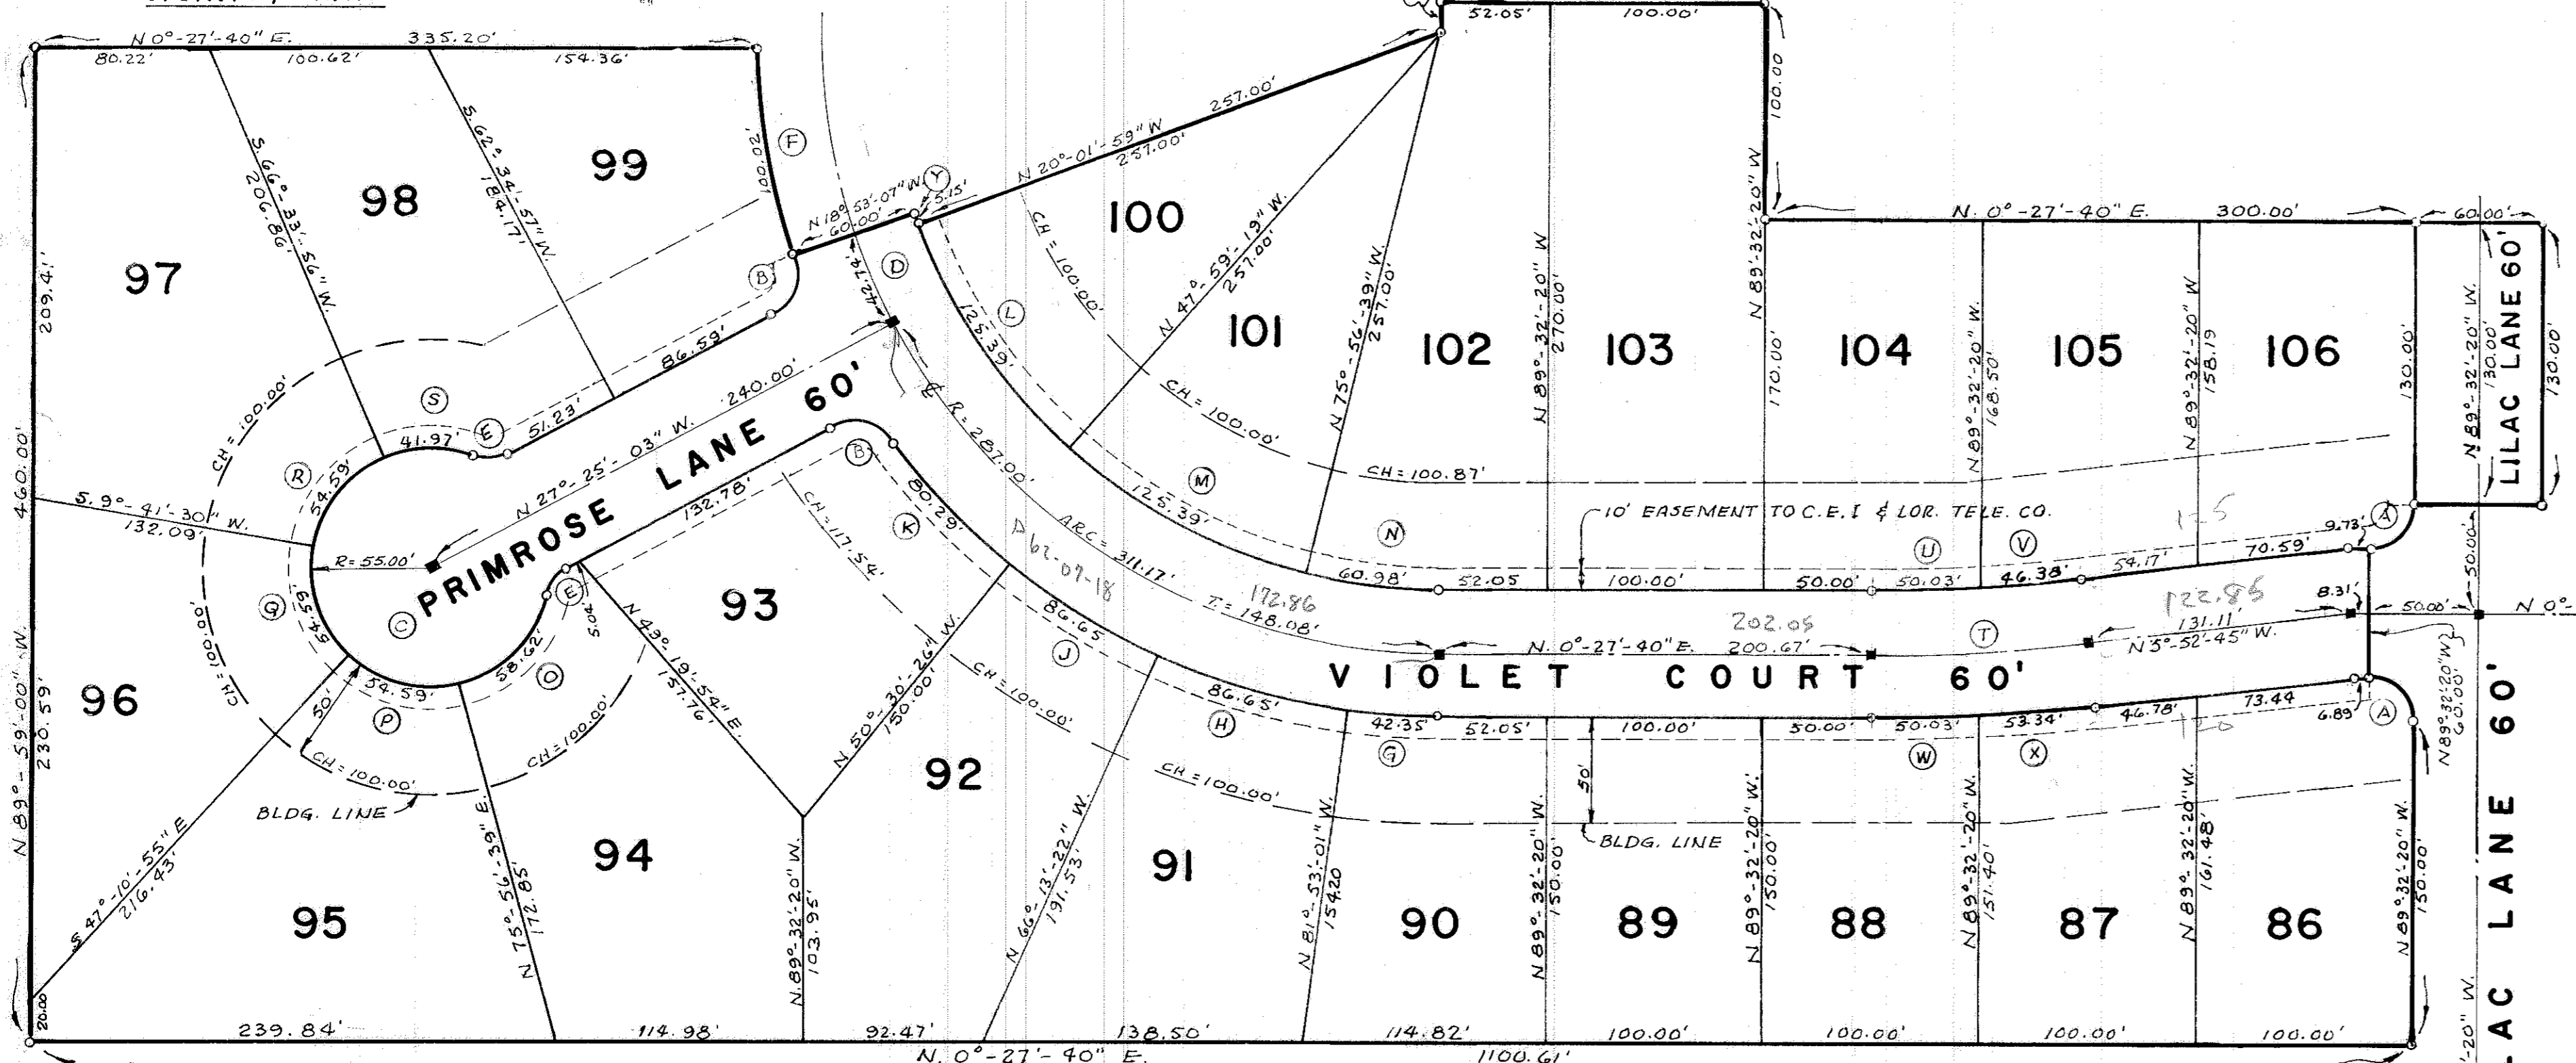 N 0°-27'-40" E. 335.20'
80.22' 100.62' 154.36'
52.05' 100.00'
100.00
257.00'
N 20°-01'-59" W
257.00'
F
100.02'
99
98
97
S. 66°-33'-56" W.
206.86'
S. 62°-34'-57" W.
184.17'
209.41'
N 18°-53'-07" W.
60.00'
Y
5.15'
B
D
42.74'
L
125.39'
CH = 100.00'
100
N 47°-59'-19" W.
257.00'
101
CH = 100.00'
N 75°-56'-39" W.
257.00'
102
N 89°-32'-20" W
270.00'
103
N 89°-32'-20" W
170.00'
N. 0°-27'-40" E. 300.00'
60.00'
104
N 89°-32'-20" W.
168.50'
105
N 89°-32'-20" W
158.19
106
130.00'
N 89°-32'-20" W.
130.00'
LILAC LANE 60'
130.00'
86.59'
51.23'
240.00'
N 27°-25'-03" W.
PRIMROSE LANE 60'
132.78'
S
41.97'
E
CH = 100.00'
R
54.59'
460.00'
S. 9°-41'-30" W.
132.09'
R = 55.00'
Q
54.59'
C
CH = 100.00'
N 89°-59'-00" W.
230.59'
96
54.59'
P
50'
CH = 100.00'
BLDG. LINE
58.62'
O
E
5.04'
CH = 100.00'
93
N 43°-19'-54" E.
157.76'
B
K
80.29'
CH = 117.54'
N 50°-30'-26" W.
150.00'
℄
R = 287.00'
ARC = 311.17'
Δ 62-07-18
T = 148.08'
172.86
M
125.39'
CH = 100.87'
N
60.98'
10' EASEMENT TO C.E.I & LOR. TELE. CO.
52.05 100.00' 50.00' 50.03' 46.38' 54.17' 70.59' 9.73'
U
V
A
125
50.00'
8.31'
50.00'
N 0°-
N. 0°-27'-40" E. 200.67'
202.05
T
122.85
131.11'
N 5°-52'-45" W.
VIOLET COURT 60'
N 89°-32'-20" W
60.00'
86.65
J
CH = 100.00'
86.65'
H
CH = 100.00'
42.35'
G
52.05' 100.00' 50.00' 50.03' 53.34' 46.78' 73.44 6.89'
W
X
A
120
50'
BLDG. LINE
S 47°-10'-55" E
216.43'
95
N 75°-56'-39" E.
172.85'
94
N. 89°-32'-20" W.
103.95'
92
N 66°-13'-22" W.
191.53'
91
N 81°-53'-01" W.
154.20
90
N 89°-32'-20" W.
150.00'
89
N 89°-32'-20" W.
150.00'
88
N 89°-32'-20" W.
151.40'
87
N 89°-32'-20" W.
161.48'
86
N 89°-32'-20" W.
150.00'
20.00
239.84' 114.98' 92.47' 138.50' 114.82' 100.00' 100.00' 100.00' 100.00'
N. 0°-27'-40" E. 1100.61'
-20" W.
LAC LANE 60'